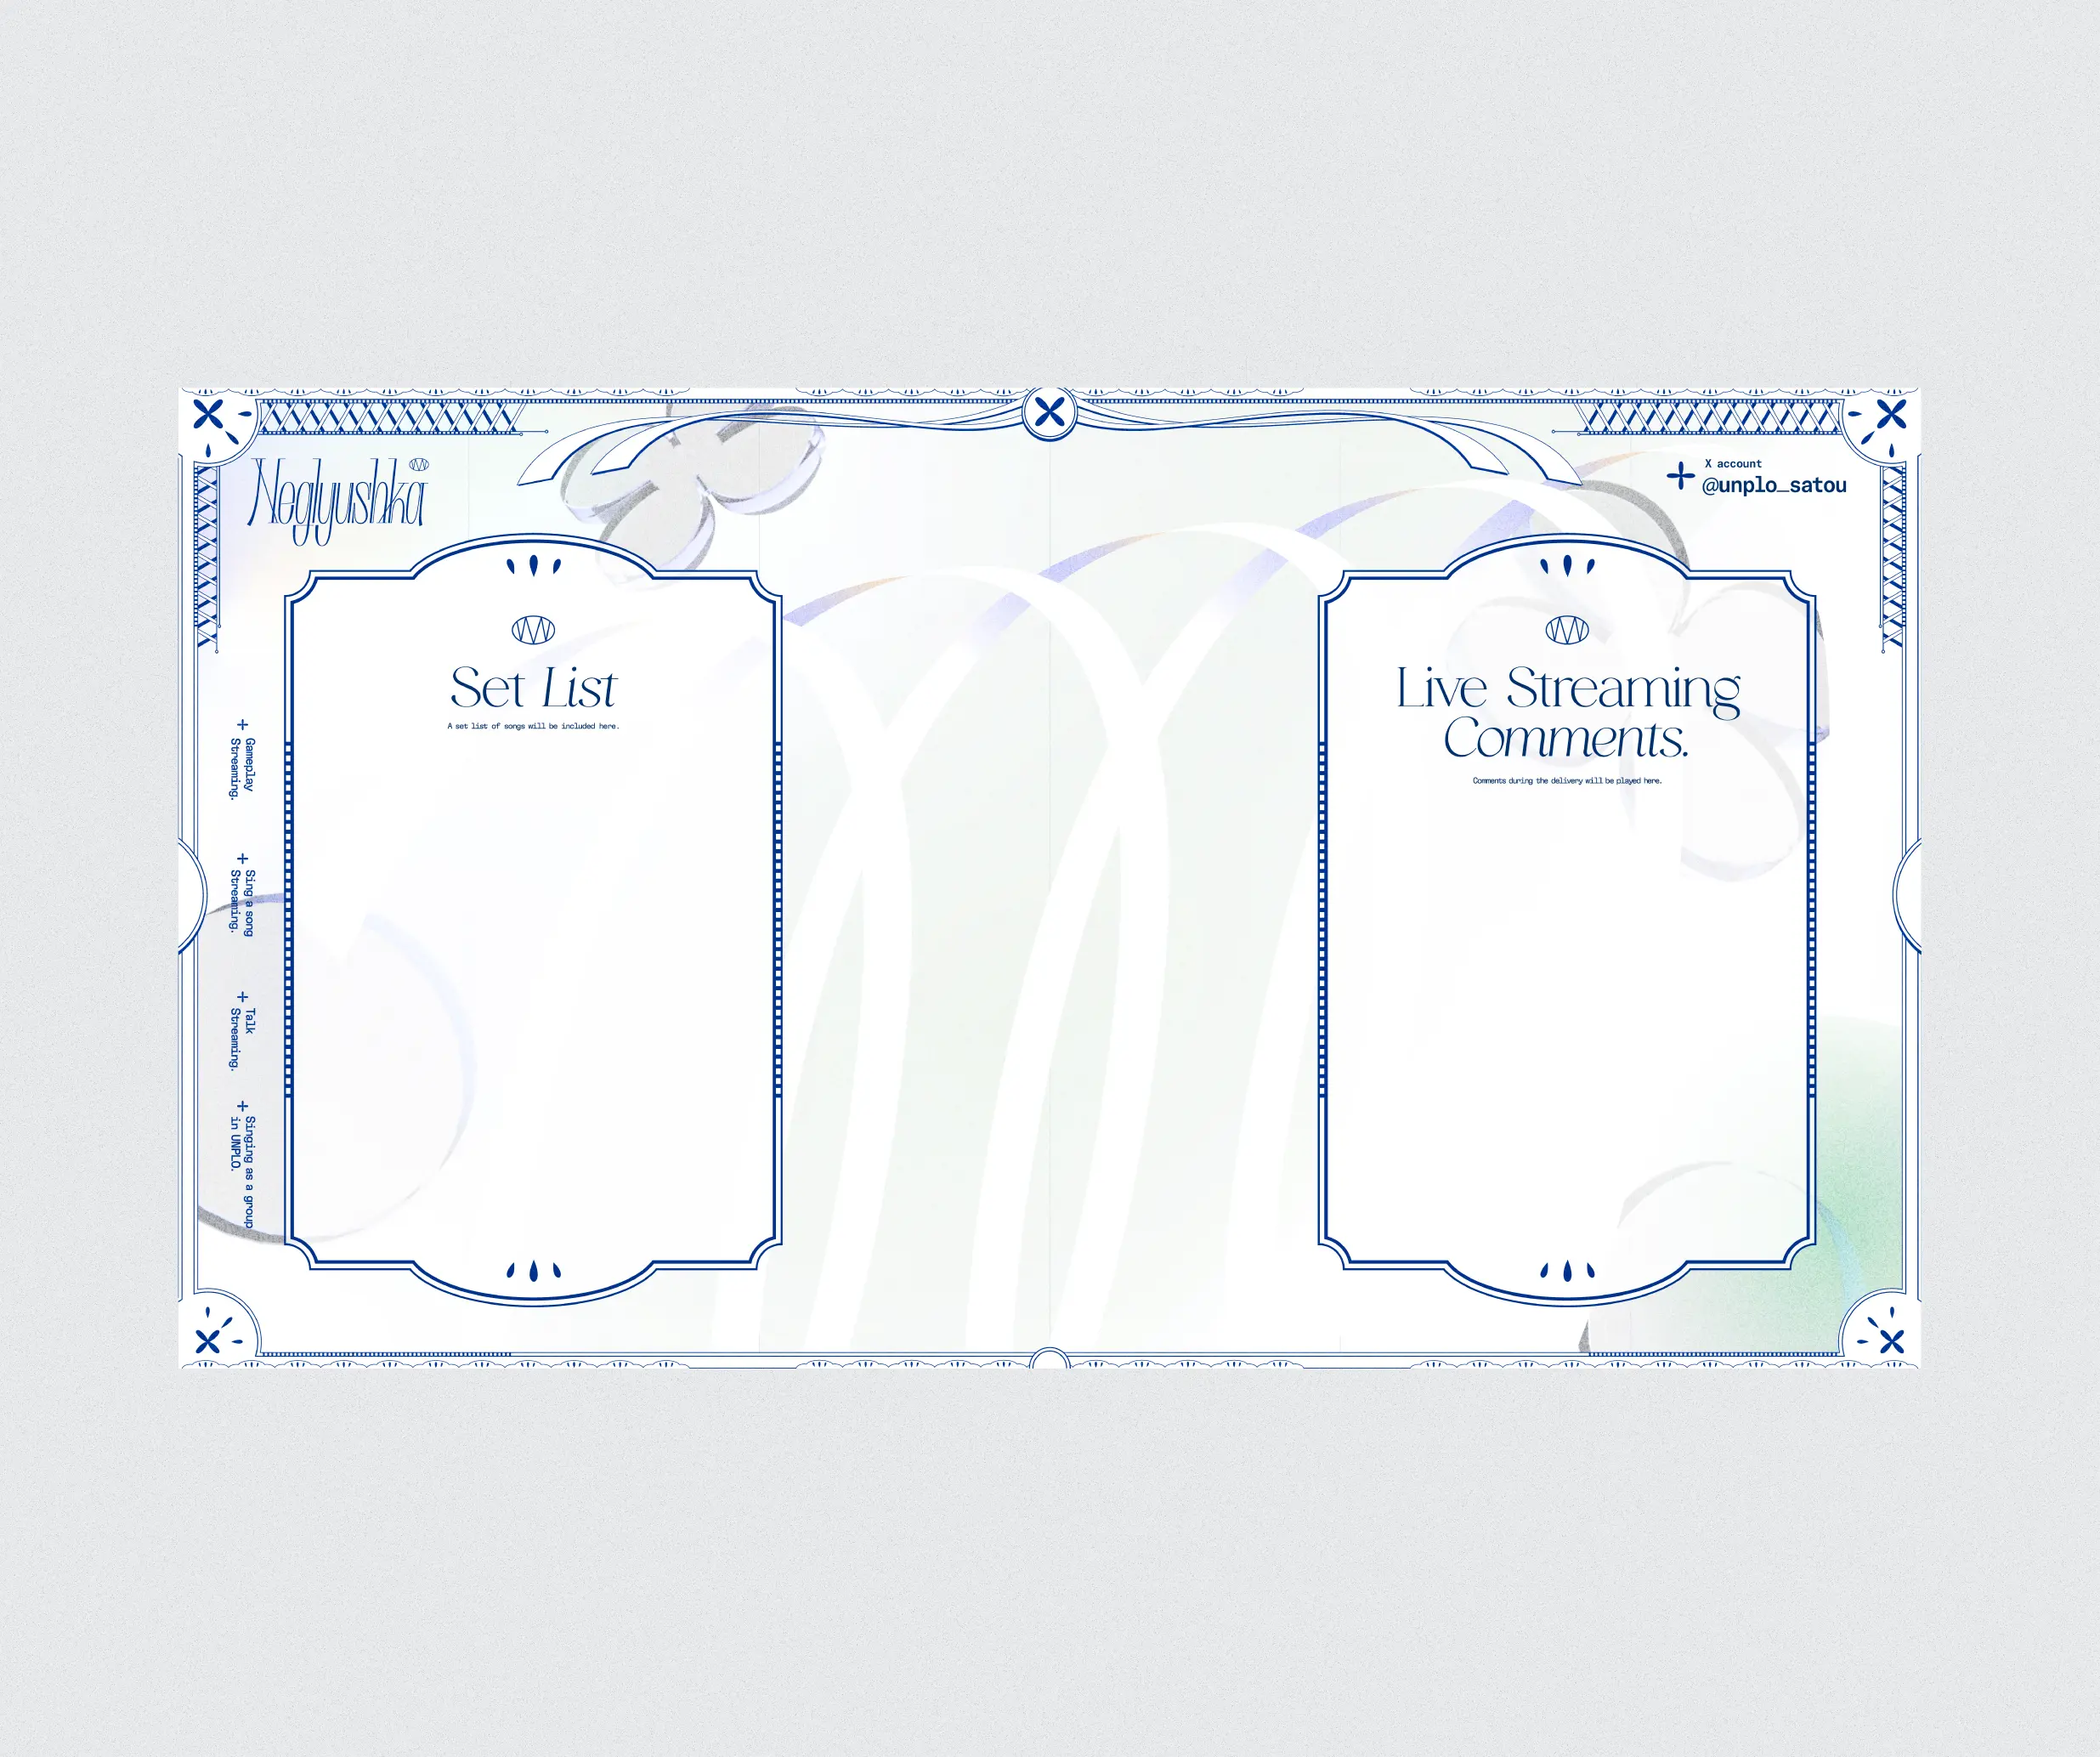 Neglyushka
X account
@unplo_satou
Set List
A set list of songs will be included here.
Live Streaming
Comments.
Comments during the delivery will be played here.
Gameplay
Streaming.
Sing a song
Streaming.
Talk
Streaming.
Singing as a group
in UNPLO.